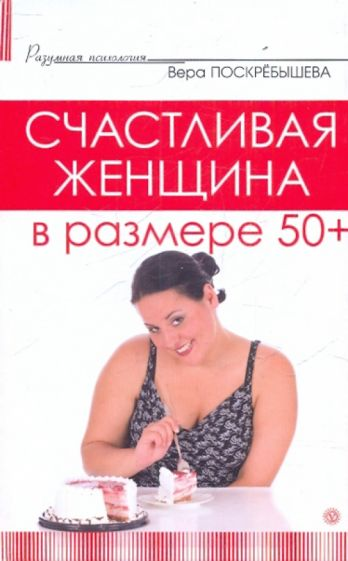 Разумная психология
Вера ПОСКРЁБЫШЕВА
СЧАСТЛИВАЯ
ЖЕНЩИНА
в размере 50+